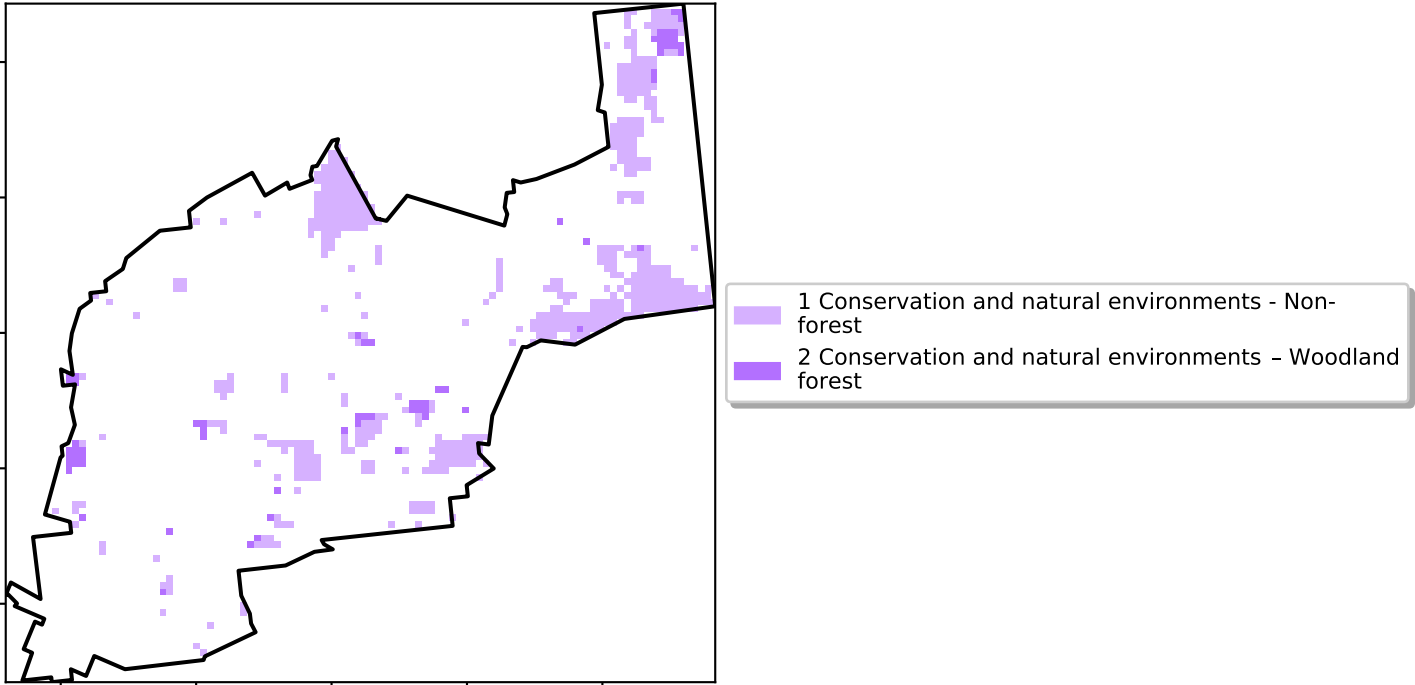 1 Conservation and natural environments - Non-
forest
2 Conservation and natural environments – Woodland
forest